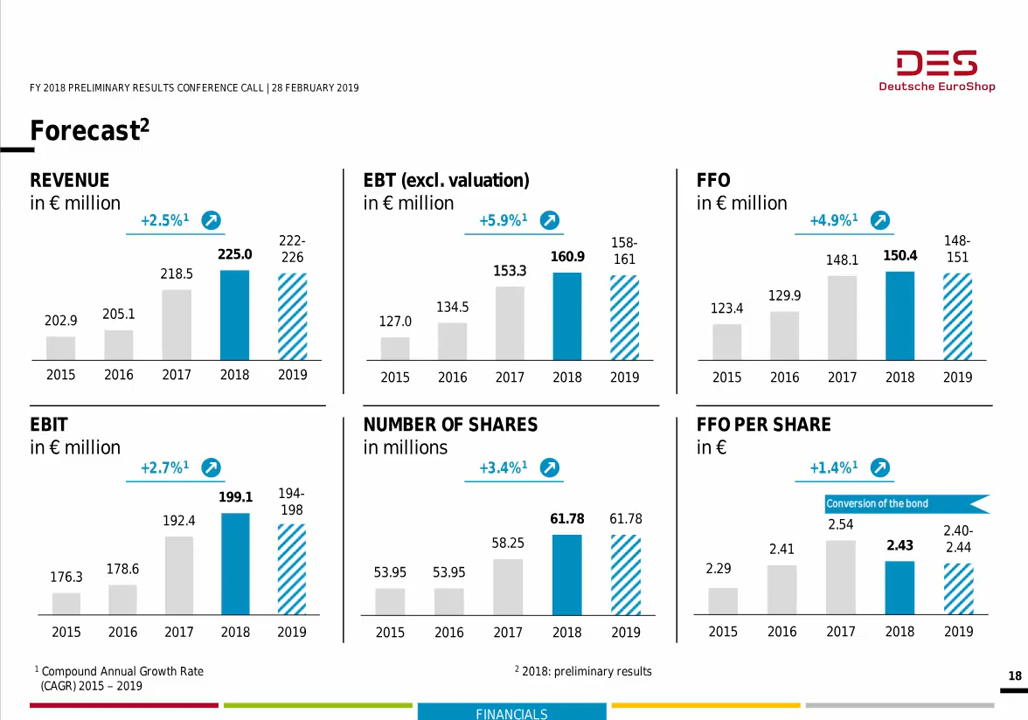 DES
Deutsche EuroShop
FY 2018 PRELIMINARY RESULTS CONFERENCE CALL | 28 FEBRUARY 2019
Forecast²
REVENUE
in € million
+2.5%¹
202.9
205.1
218.5
225.0
222-
226
2015 2016 2017 2018 2019
EBT (excl. valuation)
in € million
+5.9%¹
127.0
134.5
153.3
160.9
158-
161
2015 2016 2017 2018 2019
FFO
in € million
+4.9%¹
123.4
129.9
148.1
150.4
148-
151
2015 2016 2017 2018 2019
EBIT
in € million
+2.7%¹
176.3
178.6
192.4
199.1
194-
198
2015 2016 2017 2018 2019
NUMBER OF SHARES
in millions
+3.4%¹
53.95
53.95
58.25
61.78
61.78
2015 2016 2017 2018 2019
FFO PER SHARE
in €
+1.4%¹
Conversion of the bond
2.29
2.41
2.54
2.43
2.40-
2.44
2015 2016 2017 2018 2019
¹ Compound Annual Growth Rate
(CAGR) 2015 – 2019
² 2018: preliminary results
18
FINANCIALS